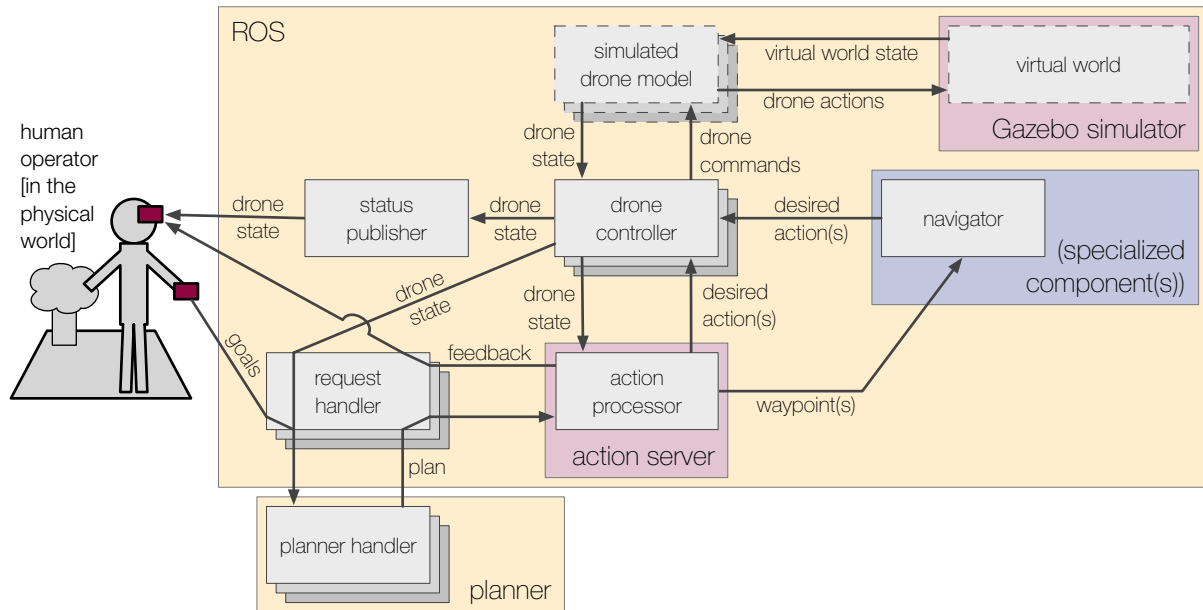 ROS
simulated
drone model
virtual world state
virtual world
drone actions
Gazebo simulator
human
operator
[in the
physical
world]
drone
state
drone
commands
drone
state
status
publisher
drone
state
drone
controller
desired
action(s)
navigator
(specialized
component(s))
drone
state
drone
state
desired
action(s)
goals
feedback
request
handler
action
processor
waypoint(s)
action server
plan
planner handler
planner